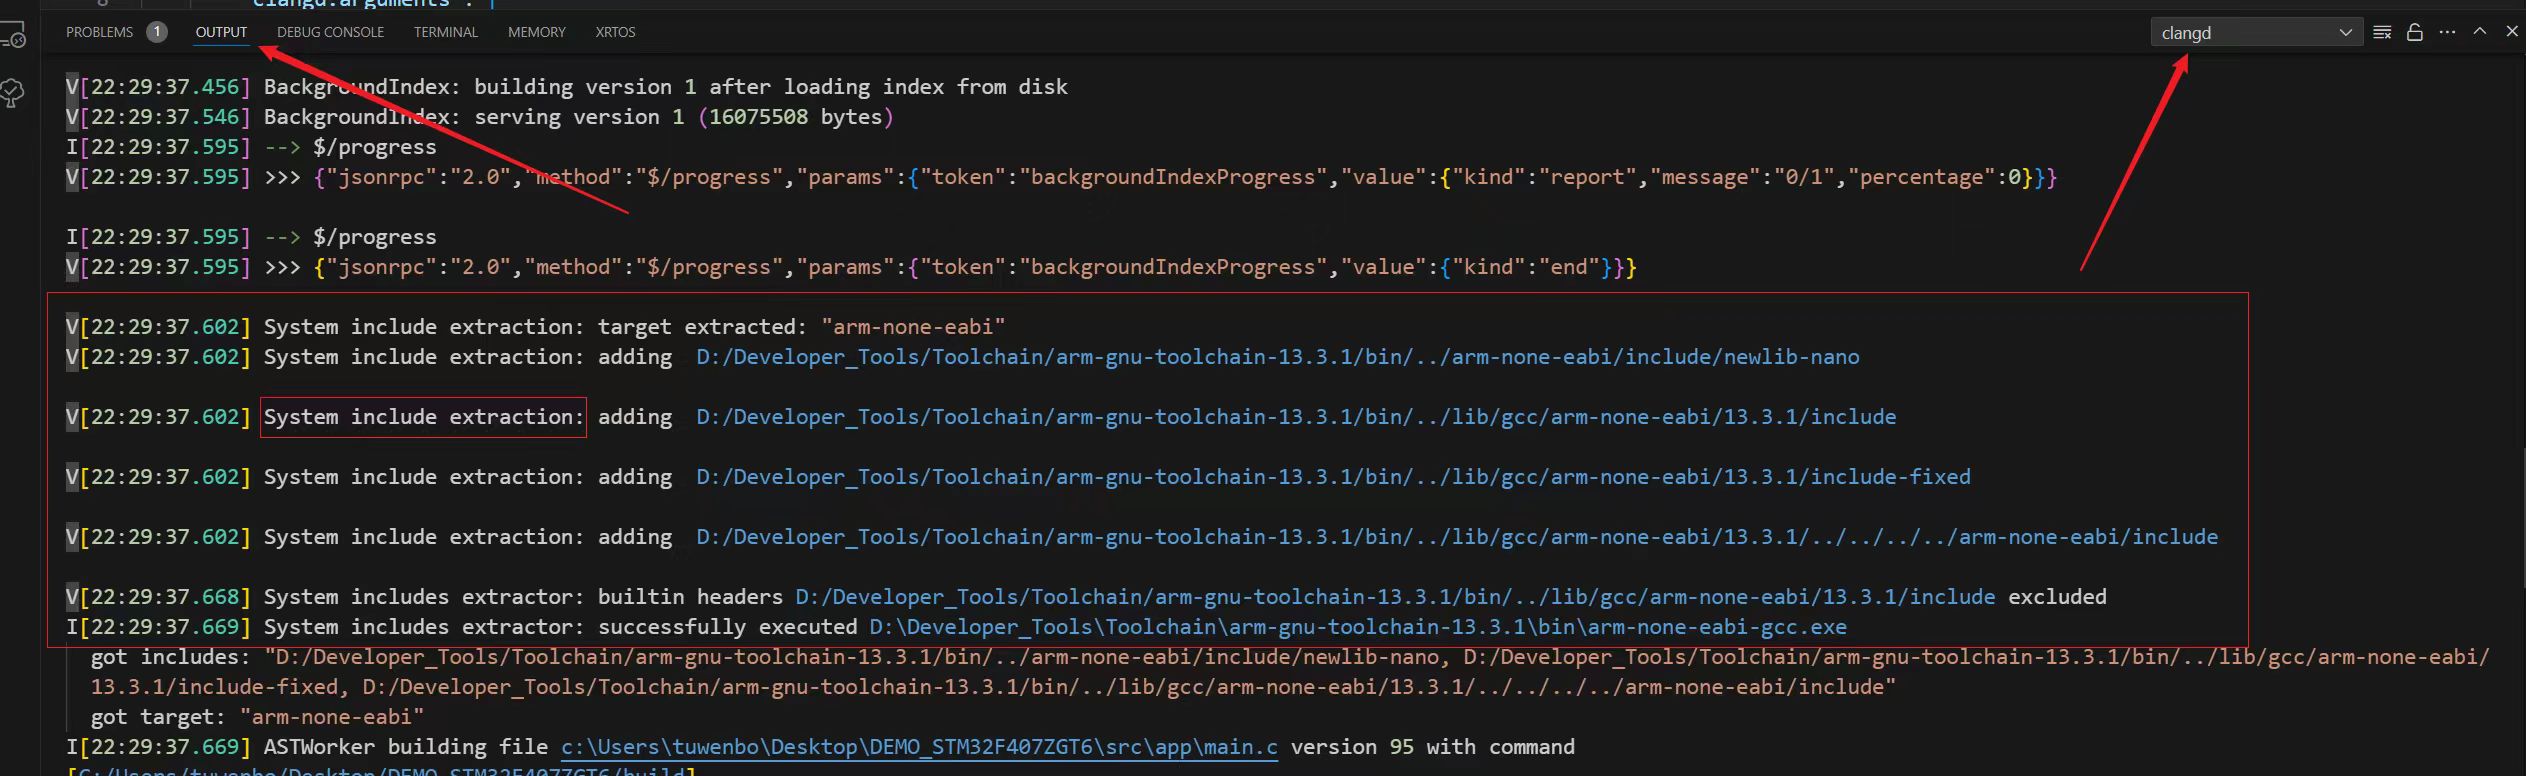 clangd.arguments" : [
PROBLEMS 1 OUTPUT DEBUG CONSOLE TERMINAL MEMORY XRTOS clangd
V[22:29:37.456] BackgroundIndex: building version 1 after loading index from disk
V[22:29:37.546] BackgroundIndex: serving version 1 (16075508 bytes)
I[22:29:37.595] --> $/progress
V[22:29:37.595] >>> {"jsonrpc":"2.0","method":"$/progress","params":{"token":"backgroundIndexProgress","value":{"kind":"report","message":"0/1","percentage":0}}}
I[22:29:37.595] --> $/progress
V[22:29:37.595] >>> {"jsonrpc":"2.0","method":"$/progress","params":{"token":"backgroundIndexProgress","value":{"kind":"end"}}}
V[22:29:37.602] System include extraction: target extracted: "arm-none-eabi"
V[22:29:37.602] System include extraction: adding D:/Developer_Tools/Toolchain/arm-gnu-toolchain-13.3.1/bin/../arm-none-eabi/include/newlib-nano
V[22:29:37.602] System include extraction: adding D:/Developer_Tools/Toolchain/arm-gnu-toolchain-13.3.1/bin/../lib/gcc/arm-none-eabi/13.3.1/include
V[22:29:37.602] System include extraction: adding D:/Developer_Tools/Toolchain/arm-gnu-toolchain-13.3.1/bin/../lib/gcc/arm-none-eabi/13.3.1/include-fixed
V[22:29:37.602] System include extraction: adding D:/Developer_Tools/Toolchain/arm-gnu-toolchain-13.3.1/bin/../lib/gcc/arm-none-eabi/13.3.1/../../../../arm-none-eabi/include
V[22:29:37.668] System includes extractor: builtin headers D:/Developer_Tools/Toolchain/arm-gnu-toolchain-13.3.1/bin/../lib/gcc/arm-none-eabi/13.3.1/include excluded
I[22:29:37.669] System includes extractor: successfully executed D:\Developer_Tools\Toolchain\arm-gnu-toolchain-13.3.1\bin\arm-none-eabi-gcc.exe
got includes: "D:/Developer_Tools/Toolchain/arm-gnu-toolchain-13.3.1/bin/../arm-none-eabi/include/newlib-nano, D:/Developer_Tools/Toolchain/arm-gnu-toolchain-13.3.1/bin/../lib/gcc/arm-none-eabi/
13.3.1/include-fixed, D:/Developer_Tools/Toolchain/arm-gnu-toolchain-13.3.1/bin/../lib/gcc/arm-none-eabi/13.3.1/../../../../arm-none-eabi/include"
got target: "arm-none-eabi"
I[22:29:37.669] ASTWorker building file c:\Users\tuwenbo\Desktop\DEMO_STM32F407ZGT6\src\app\main.c version 95 with command
[C:/Users/tuwenbo/Desktop/DEMO_STM32F407ZGT6/build]